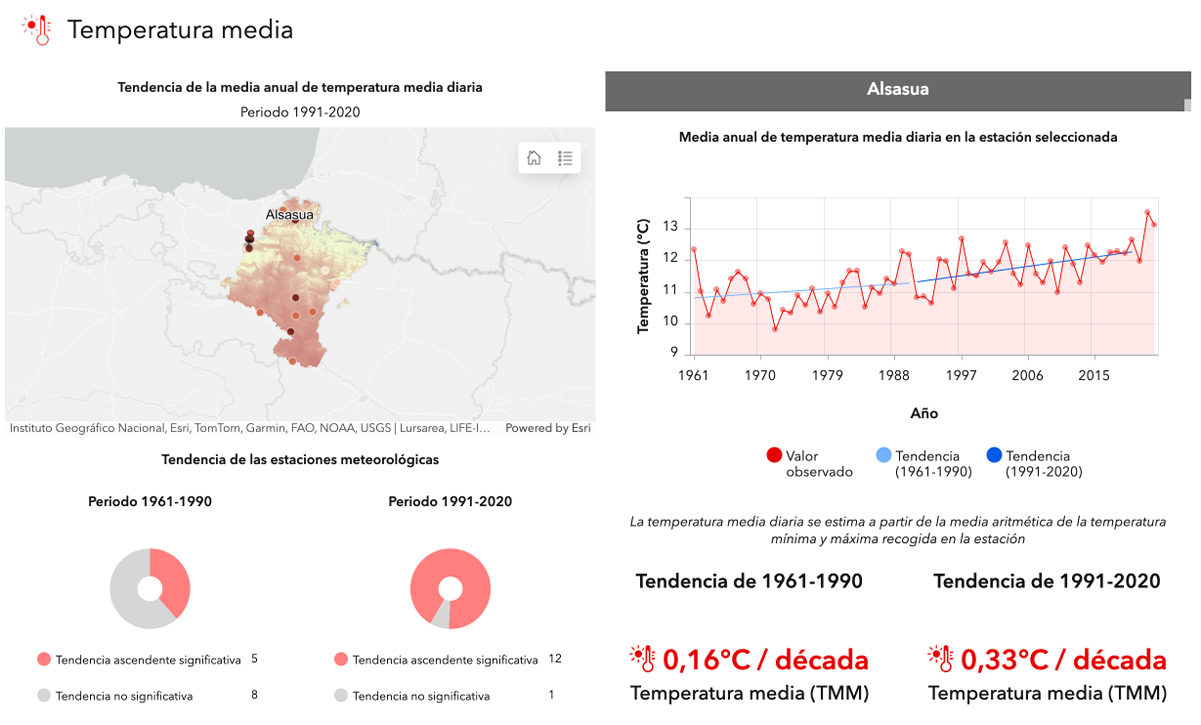 Temperatura media
Tendencia de la media anual de temperatura media diaria
Periodo 1991-2020
Alsasua
Instituto Geográfico Nacional, Esri, TomTom, Garmin, FAO, NOAA, USGS | Lursarea, LIFE-I... Powered by Esri
Tendencia de las estaciones meteorológicas
Periodo 1961-1990
Tendencia ascendente significativa 5
Tendencia no significativa 8
Periodo 1991-2020
Tendencia ascendente significativa 12
Tendencia no significativa 1
Alsasua
Media anual de temperatura media diaria en la estación seleccionada
Temperatura (°C)
13
12
11
10
9
1961 1970 1979 1988 1997 2006 2015
Año
Valor
observado
Tendencia
(1961-1990)
Tendencia
(1991-2020)
La temperatura media diaria se estima a partir de la media aritmética de la temperatura
mínima y máxima recogida en la estación
Tendencia de 1961-1990
0,16°C / década
Temperatura media (TMM)
Tendencia de 1991-2020
0,33°C / década
Temperatura media (TMM)